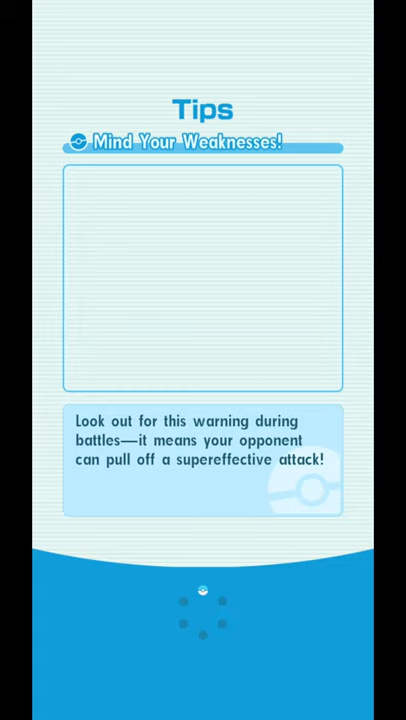 Tips
Mind Your Weaknesses!
Look out for this warning during
battles—it means your opponent
can pull off a supereffective attack!